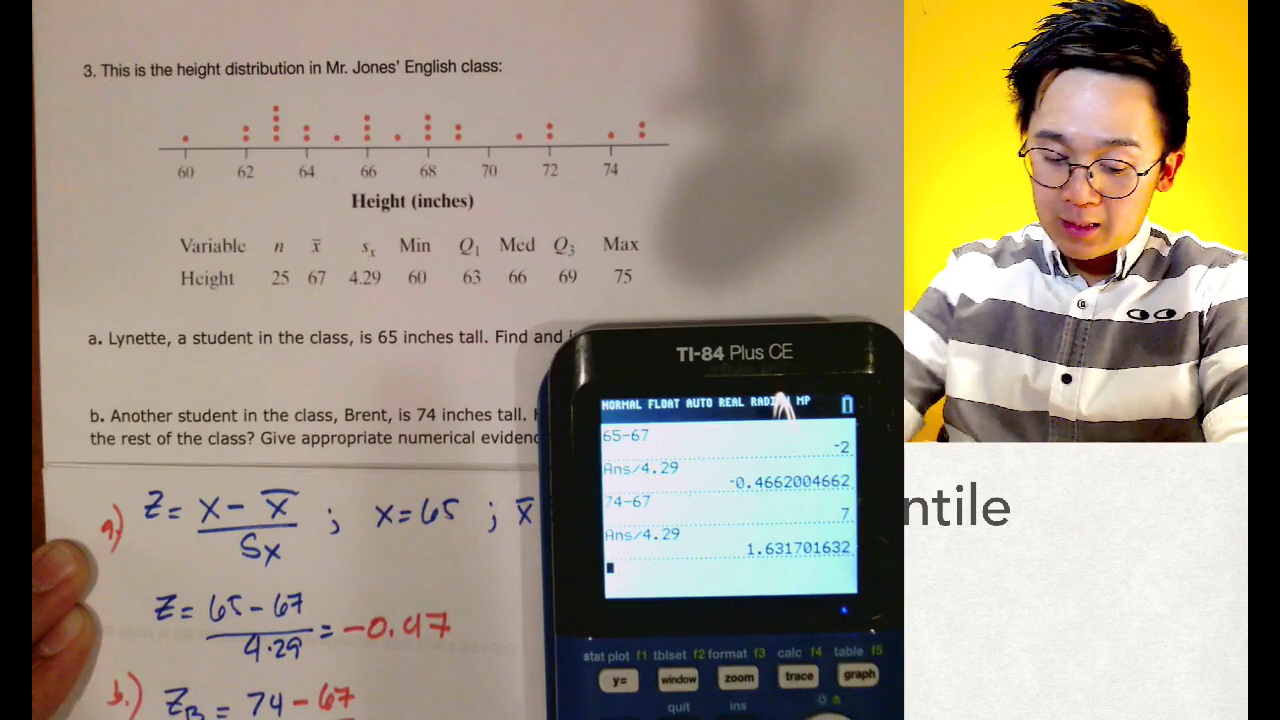 3. This is the height distribution in Mr. Jones' English class:
60 62 64 66 68 70 72 74
Height (inches)
Variable n x̅ sₓ Min Q₁ Med Q₃ Max
Height 25 67 4.29 60 63 66 69 75
a. Lynette, a student in the class, is 65 inches tall. Find and
b. Another student in the class, Brent, is 74 inches tall.
the rest of the class? Give appropriate numerical
a.) Z = x - x̅ / Sx ; x = 65 ; x̅
Z = 65 - 67 / 4.29 = -0.47
b.) Z_B = 74 - 67
TI-84 Plus CE
NORMAL FLOAT AUTO REAL MP
65-67
-2
Ans/4.29
-0.4662004662
74-67
7
Ans/4.29
1.631701632
stat plot f1 tblset f2 format f3 calc f4 table f5
y= window zoom trace graph
quit ins
ntile